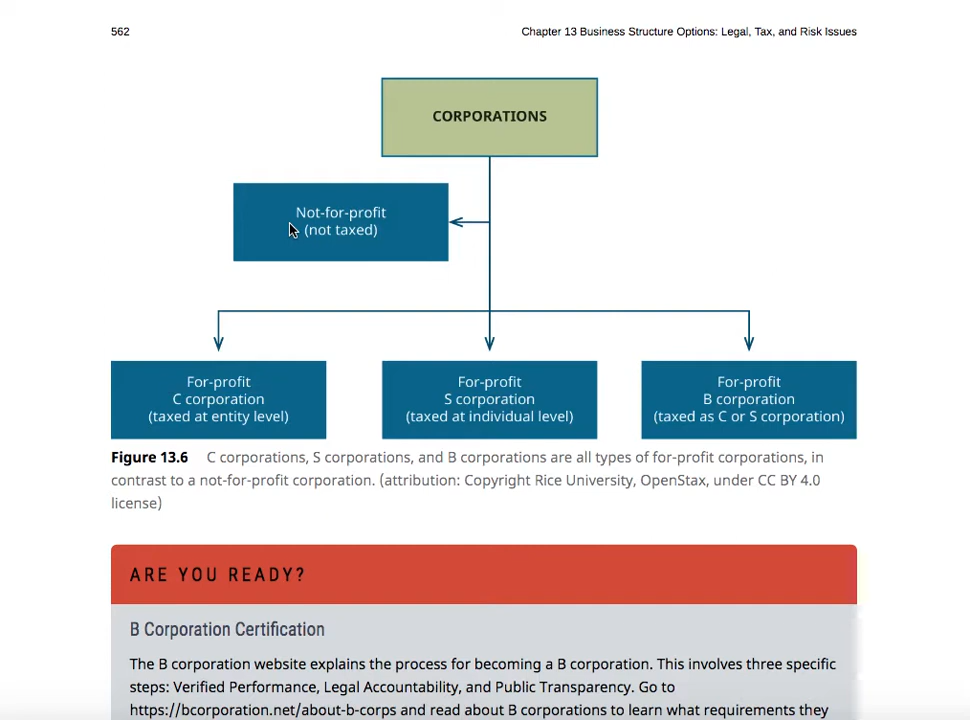 562
Chapter 13 Business Structure Options: Legal, Tax, and Risk Issues
CORPORATIONS
Not-for-profit
(not taxed)
For-profit
C corporation
(taxed at entity level)
For-profit
S corporation
(taxed at individual level)
For-profit
B corporation
(taxed as C or S corporation)
Figure 13.6 C corporations, S corporations, and B corporations are all types of for-profit corporations, in
contrast to a not-for-profit corporation. (attribution: Copyright Rice University, OpenStax, under CC BY 4.0
license)
ARE YOU READY?
B Corporation Certification
The B corporation website explains the process for becoming a B corporation. This involves three specific
steps: Verified Performance, Legal Accountability, and Public Transparency. Go to
https://bcorporation.net/about-b-corps and read about B corporations to learn what requirements they